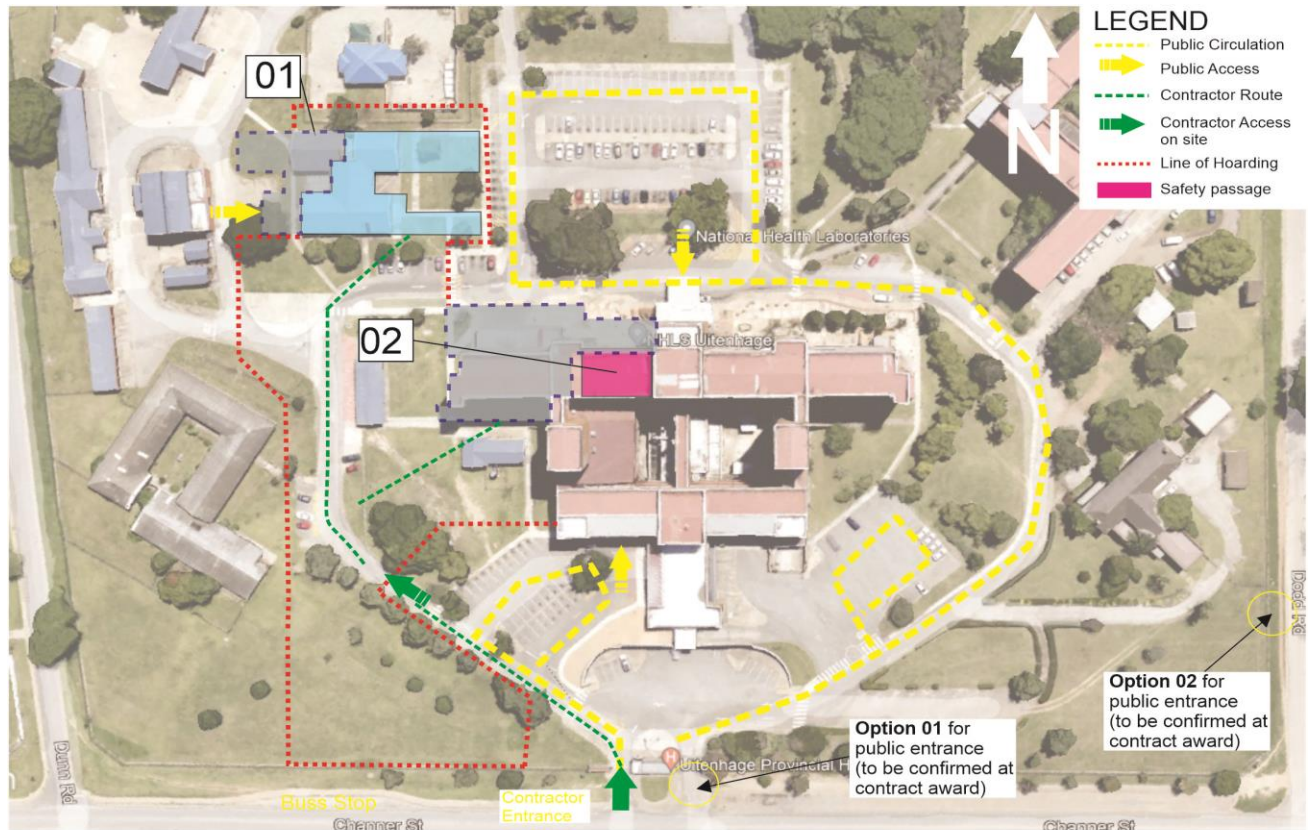 LEGEND
Public Circulation
Public Access
Contractor Route
Contractor Access
on site
Line of Hoarding
Safety passage
N
01
National Health Laboratories
02
NHLS Uitenhage
Dodd Rd
Option 02 for
public entrance
(to be confirmed at
contract award)
Option 01 for
public entrance
(to be confirmed at
contract award)
H
Uitenhage Provincial H
Dunn Rd
Buss Stop
Contractor
Entrance
Channer St
Channer St